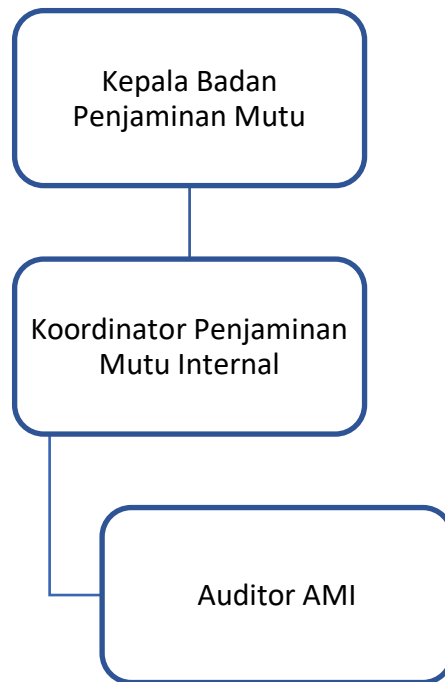 Kepala Badan
Penjaminan Mutu
Koordinator Penjaminan
Mutu Internal
Auditor AMI